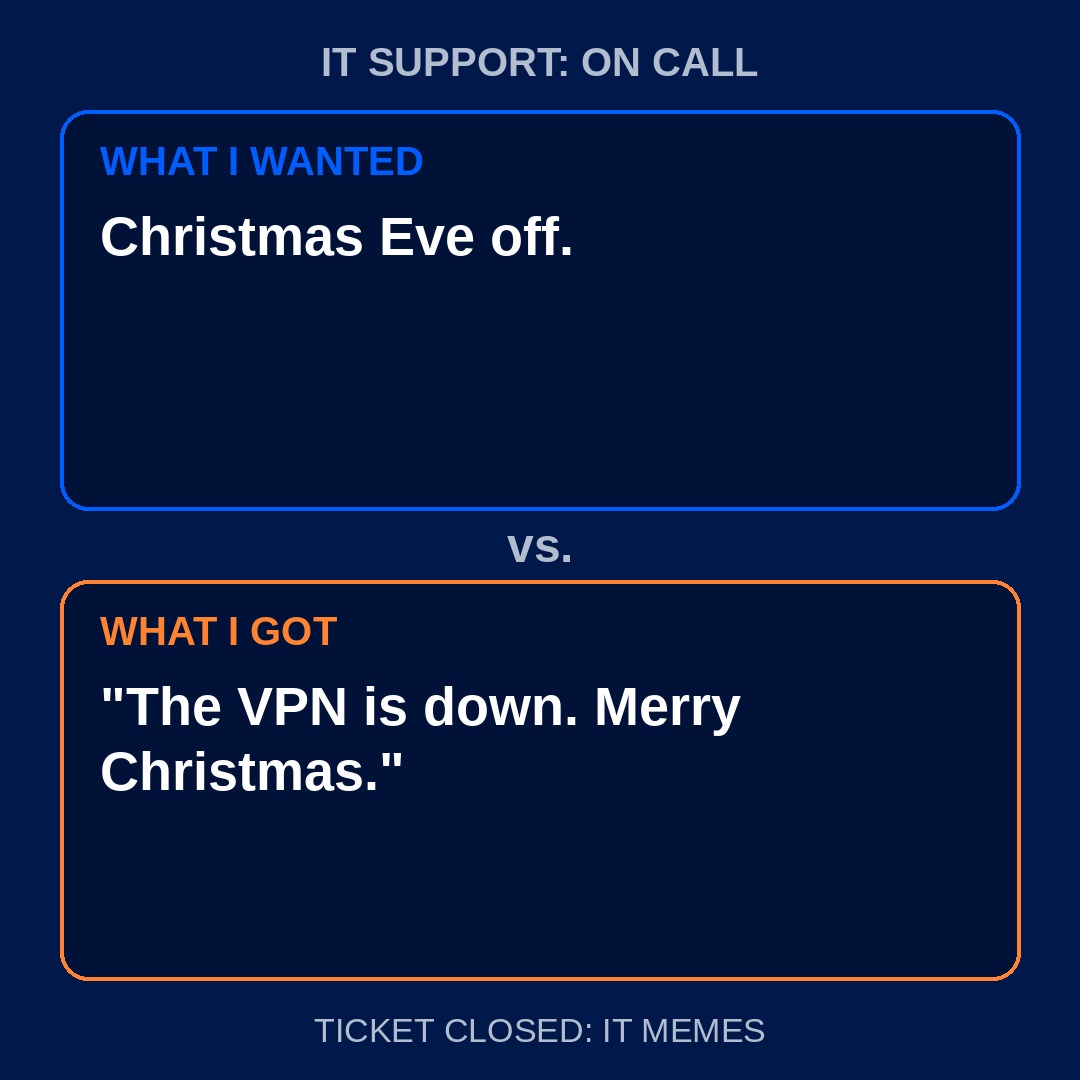 IT SUPPORT: ON CALL
WHAT I WANTED
Christmas Eve off.
vs.
WHAT I GOT
"The VPN is down. Merry
Christmas."
TICKET CLOSED: IT MEMES